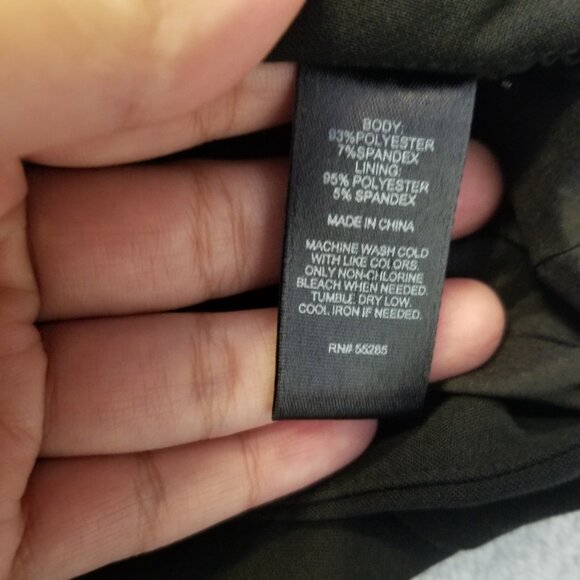 BODY:
93%POLYESTER
7%SPANDEX
LINING:
95% POLYESTER
5% SPANDEX
MADE IN CHINA
MACHINE WASH COLD
WITH LIKE COLORS.
ONLY NON-CHLORINE
BLEACH WHEN NEEDED.
TUMBLE DRY LOW.
COOL IRON IF NEEDED.
RN# 55285